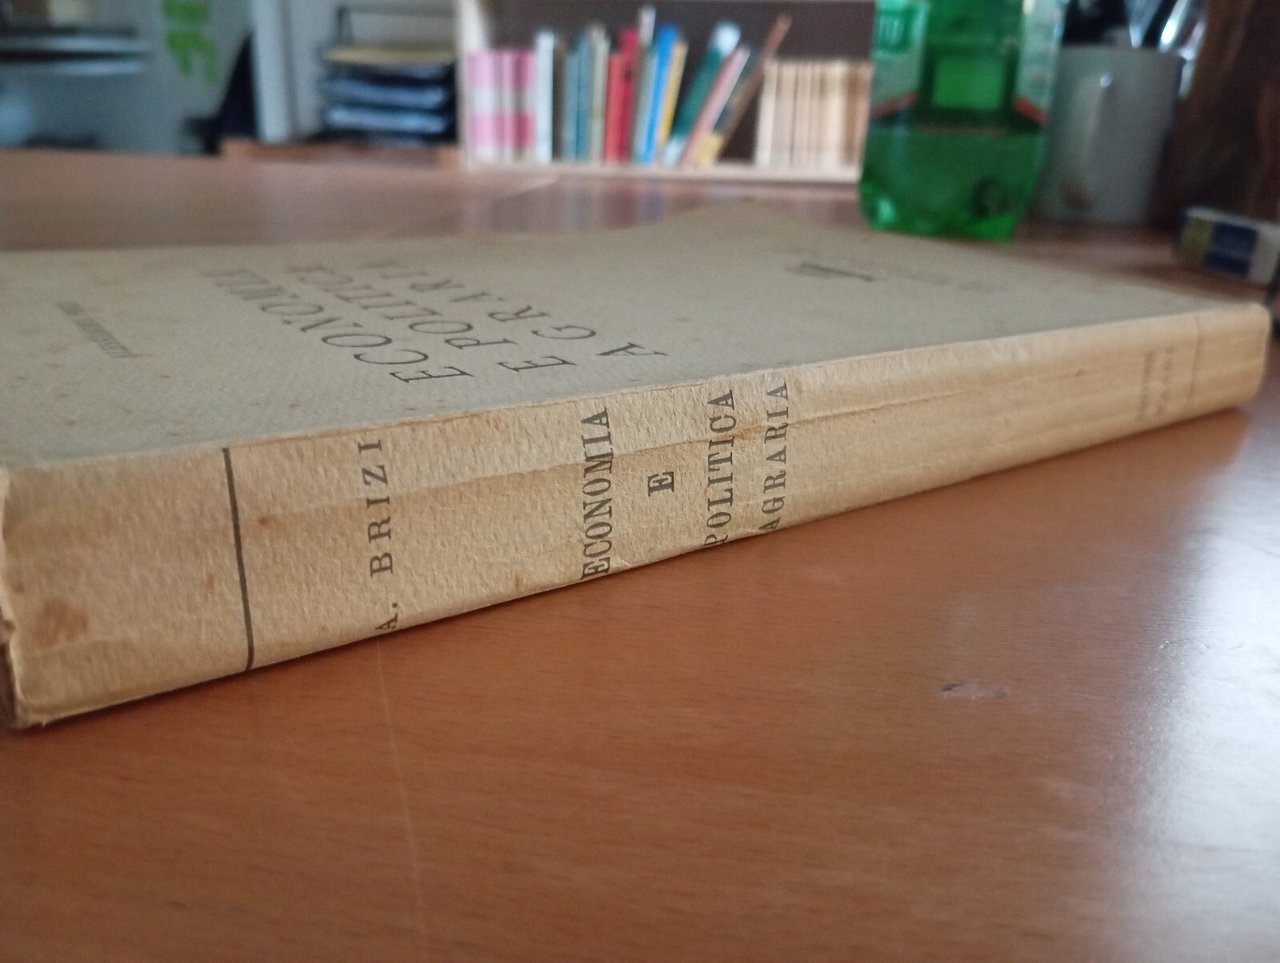 A. BRIZI
ECONOMIA
E
POLITICA
AGRARIA
ECONOMIA
E POLITICA
AGRARIA